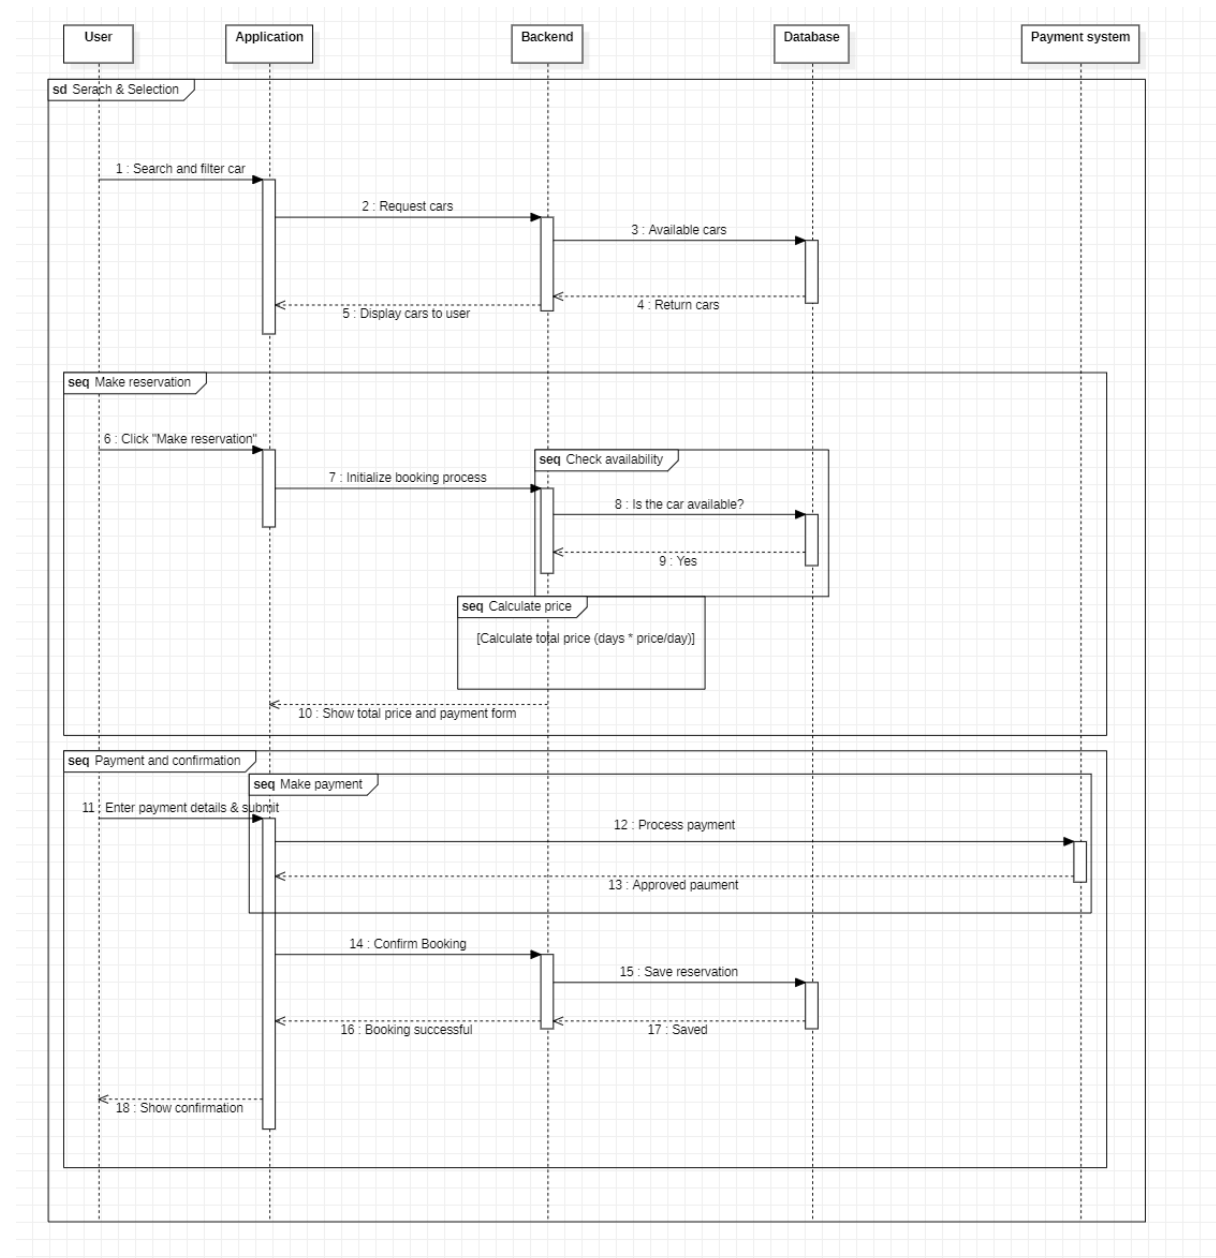 User
Application
Backend
Database
Payment system
sd Serach & Selection
1 : Search and filter car
2 : Request cars
3 : Available cars
4 : Return cars
5 : Display cars to user
seq Make reservation
6 : Click "Make reservation"
seq Check availability
7 : Initialize booking process
8 : Is the car available?
9 : Yes
seq Calculate price
[Calculate total price (days * price/day)]
10 : Show total price and payment form
seq Payment and confirmation
seq Make payment
11 : Enter payment details & submit
12 : Process payment
13 : Approved paument
14 : Confirm Booking
15 : Save reservation
16 : Booking successful
17 : Saved
18 : Show confirmation